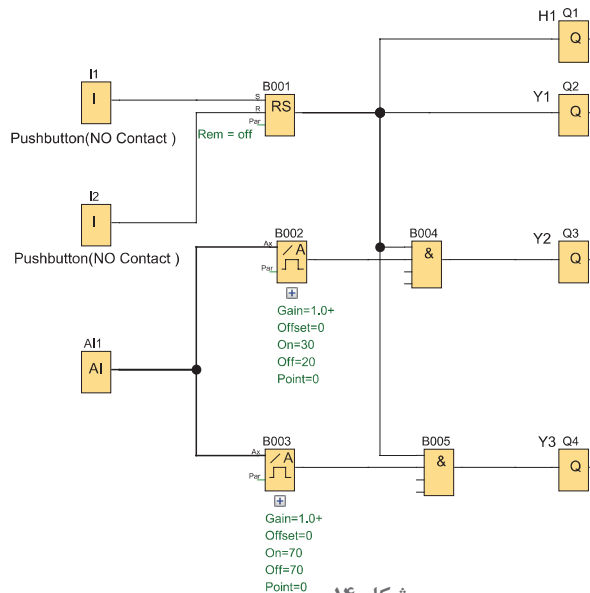 H1 Q1
Q
I1
I
Pushbutton(NO Contact )
B001
S
R
Par
RS
Rem = off
Y1 Q2
Q
I2
I
Pushbutton(NO Contact )
B002
Ax
Par
A
Gain=1.0+
Offset=0
On=30
Off=20
Point=0
B004
&
Y2 Q3
Q
AI1
AI
B003
Ax
Par
A
Gain=1.0+
Offset=0
On=70
Off=70
Point=0
B005
&
Y3 Q4
Q